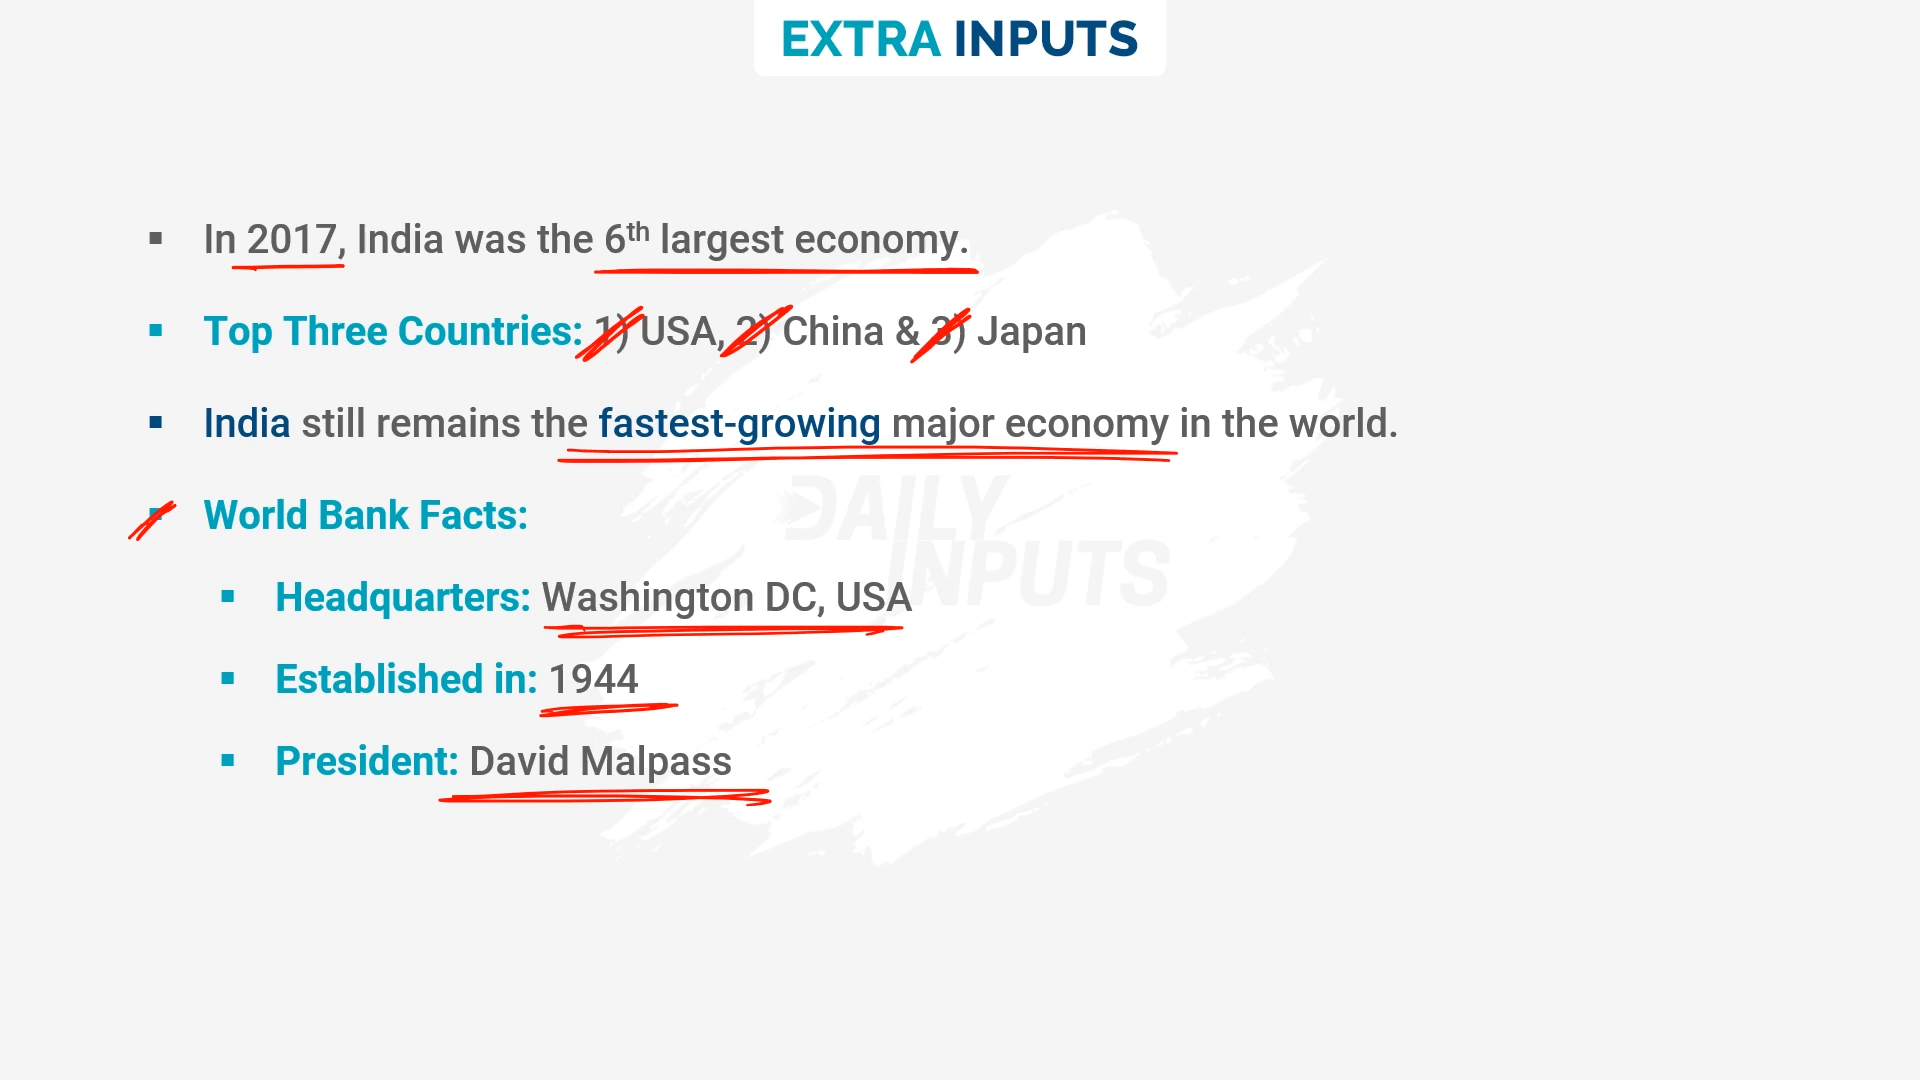 EXTRA INPUTS
▪ In 2017, India was the 6th largest economy.
▪ Top Three Countries: 1) USA, 2) China & 3) Japan
▪ India still remains the fastest-growing major economy in the world.
▪ World Bank Facts:
▪ Headquarters: Washington DC, USA
▪ Established in: 1944
▪ President: David Malpass
DAILY
INPUTS